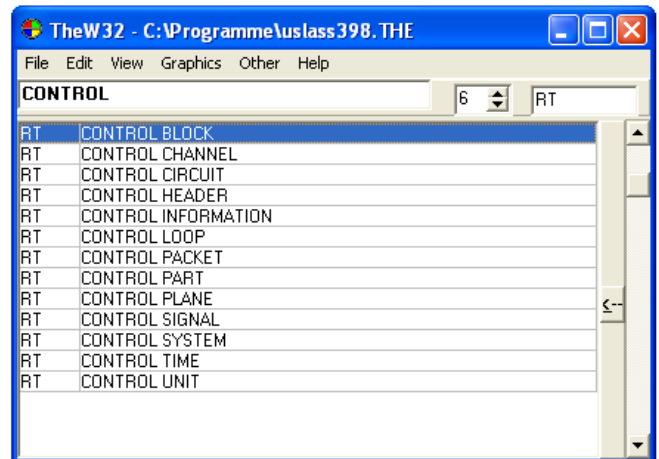 TheW32 - C:\Programme\uslass398.THE
File Edit View Graphics Other Help
CONTROL 6 RT
RT CONTROL BLOCK
RT CONTROL CHANNEL
RT CONTROL CIRCUIT
RT CONTROL HEADER
RT CONTROL INFORMATION
RT CONTROL LOOP
RT CONTROL PACKET
RT CONTROL PART
RT CONTROL PLANE
RT CONTROL SIGNAL
RT CONTROL SYSTEM
RT CONTROL TIME
RT CONTROL UNIT
<--